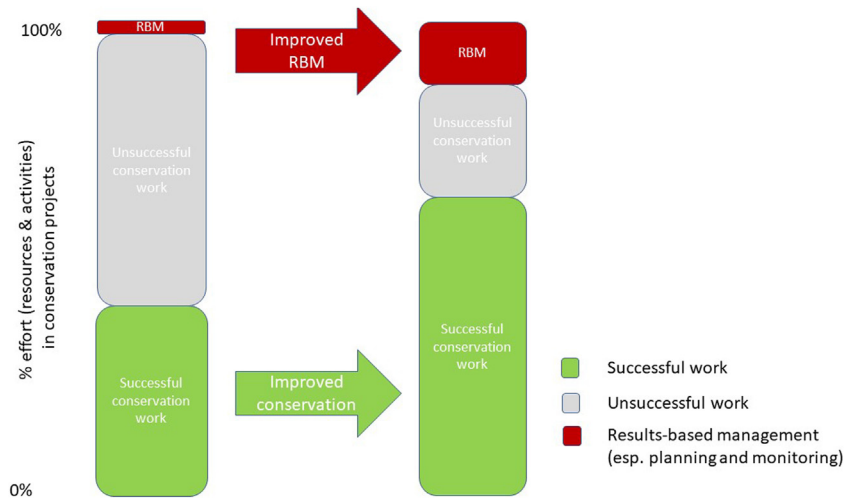 100%
% effort (resources & activities)
in conservation projects
0%
RBM
Unsuccessful
conservation
work
Successful
conservation
work
Improved
RBM
Improved
conservation
RBM
Unsuccessful
conservation
work
Successful
conservation
work
Successful work
Unsuccessful work
Results-based management
(esp. planning and monitoring)